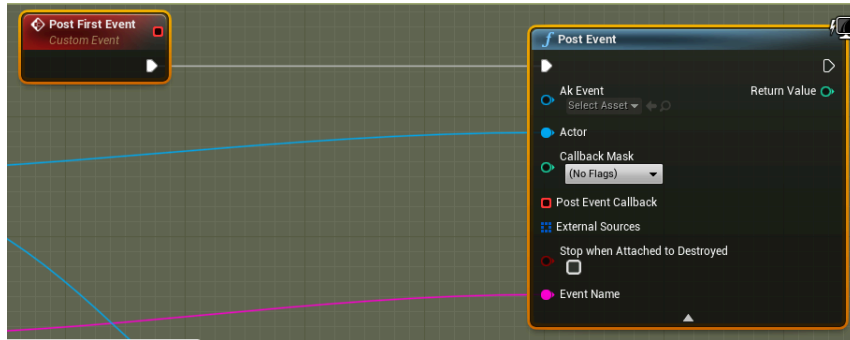 Post First Event
Custom Event
f Post Event
Ak Event
Select Asset
Return Value
Actor
Callback Mask
(No Flags)
Post Event Callback
External Sources
Stop when Attached to Destroyed
Event Name